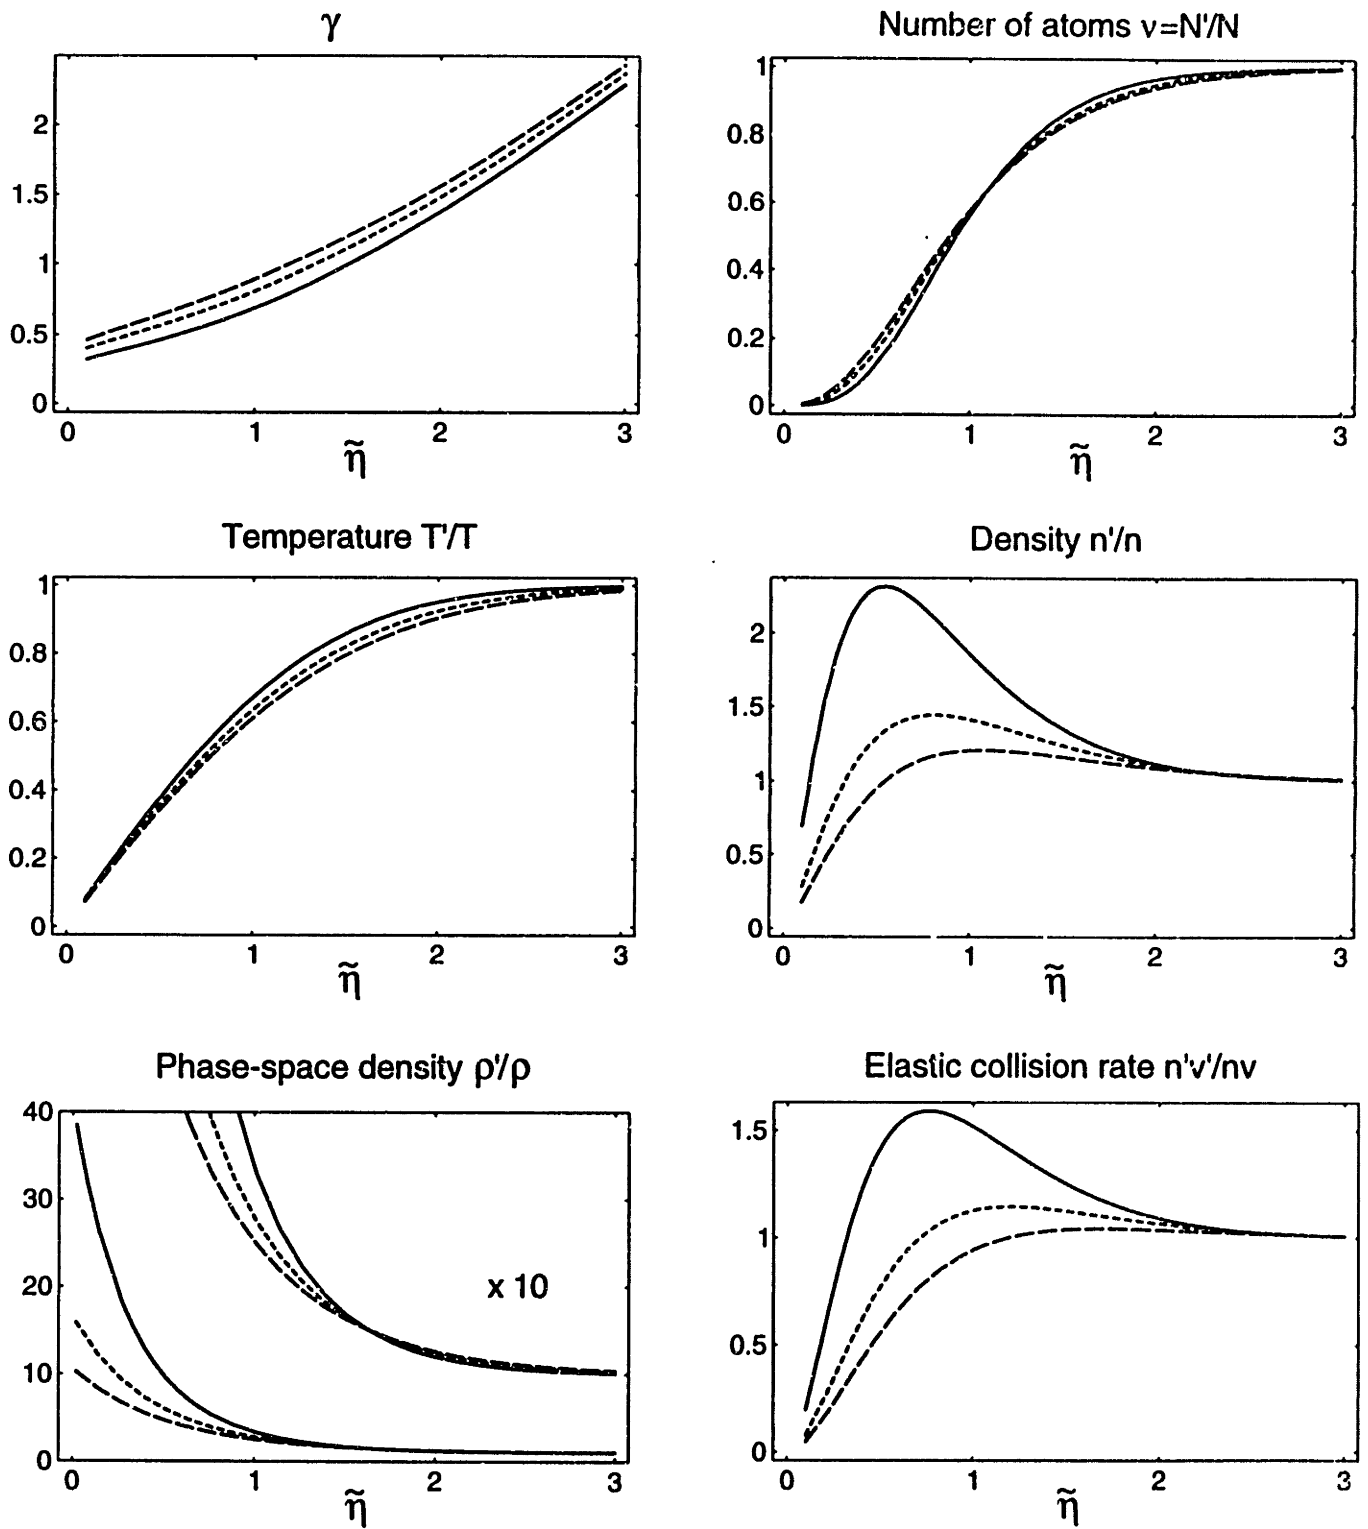 γ
2
1.5
1
0.5
0
0 1 2 3
η̃
Number of atoms ν=N'/N
1
0.8
0.6
0.4
0.2
0
0 1 2 3
η̃
Temperature T'/T
1
0.8
0.6
0.4
0.2
0
0 1 2 3
η̃
Density n'/n
2
1.5
1
0.5
0
0 1 2 3
η̃
Phase-space density ρ'/ρ
40
30
20
10
0
x 10
0 1 2 3
η̃
Elastic collision rate n'v'/nv
1.5
1
0.5
0
0 1 2 3
η̃